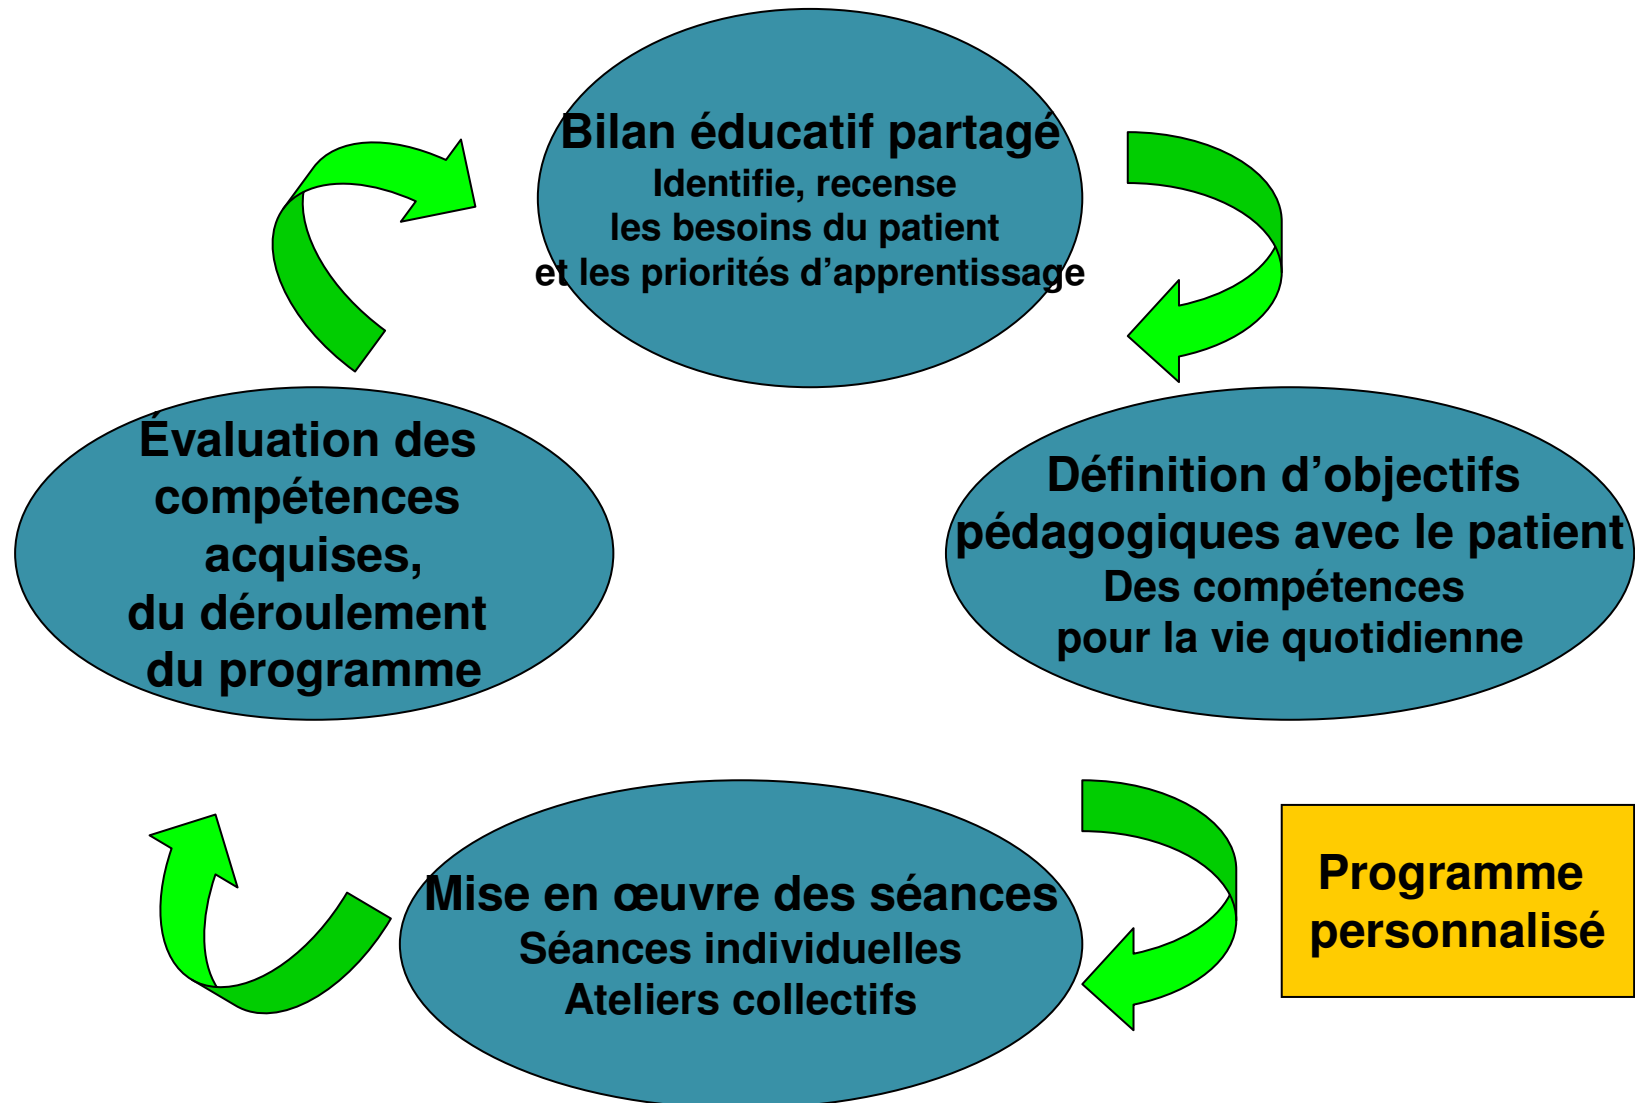 Bilan éducatif partagé
Identifie, recense
les besoins du patient
et les priorités d’apprentissage
Définition d’objectifs
pédagogiques avec le patient
Des compétences
pour la vie quotidienne
Programme
personnalisé
Mise en œuvre des séances
Séances individuelles
Ateliers collectifs
Évaluation des
compétences
acquises,
du déroulement
du programme